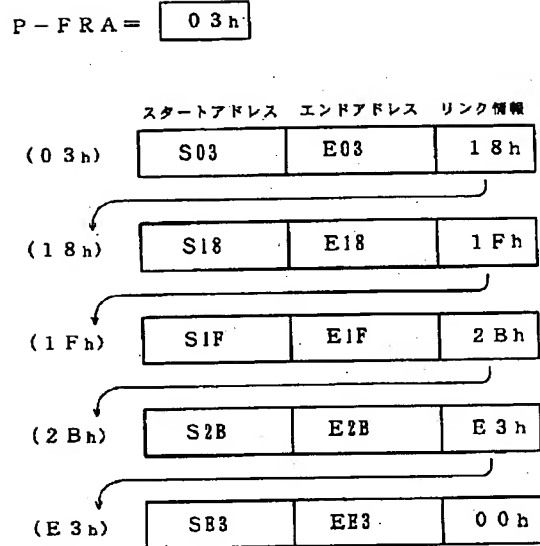 P-FRA= 03h
スタートアドレス エンドアドレス リンク情報
(03h) S03 E03 18h
(18h) S18 E18 1Fh
(1Fh) S1F E1F 2Bh
(2Bh) S2B E2B E3h
(E3h) SE3 EE3 00h